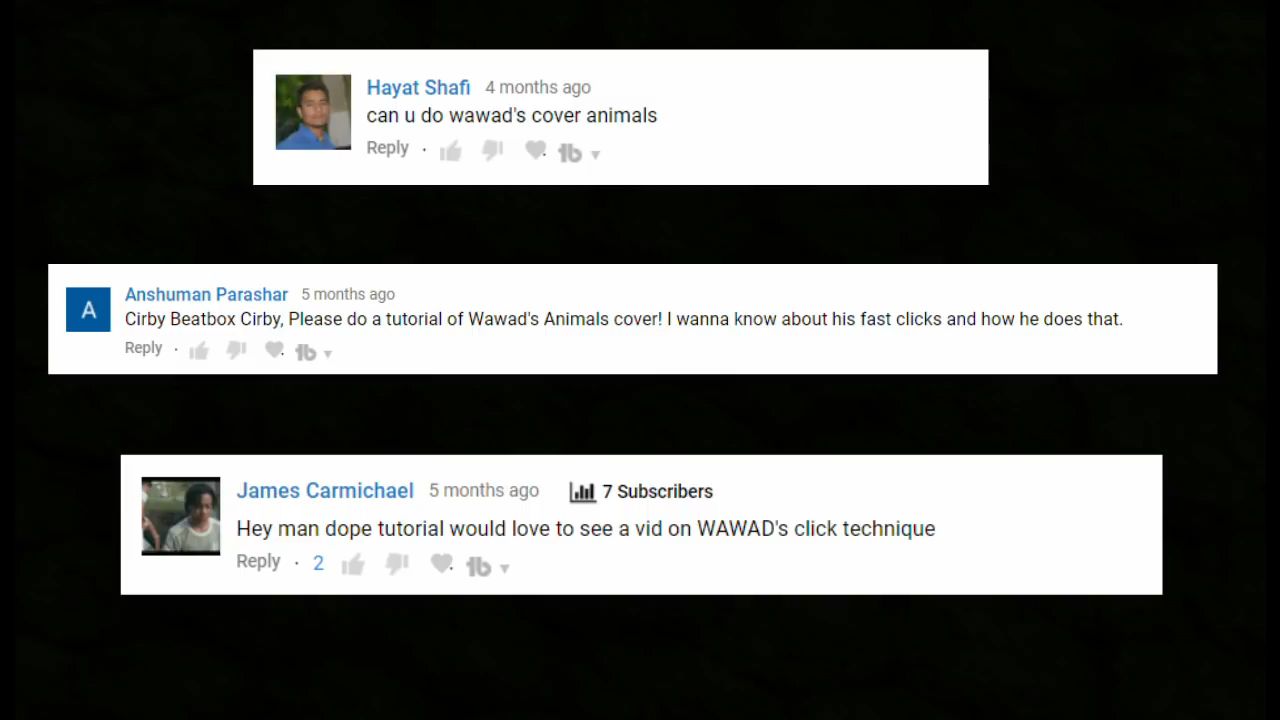 Hayat Shafi 4 months ago
can u do wawad's cover animals
Reply ·
Anshuman Parashar 5 months ago
Cirby Beatbox Cirby, Please do a tutorial of Wawad's Animals cover! I wanna know about his fast clicks and how he does that.
Reply ·
A
James Carmichael 5 months ago 7 Subscribers
Hey man dope tutorial would love to see a vid on WAWAD's click technique
Reply · 2